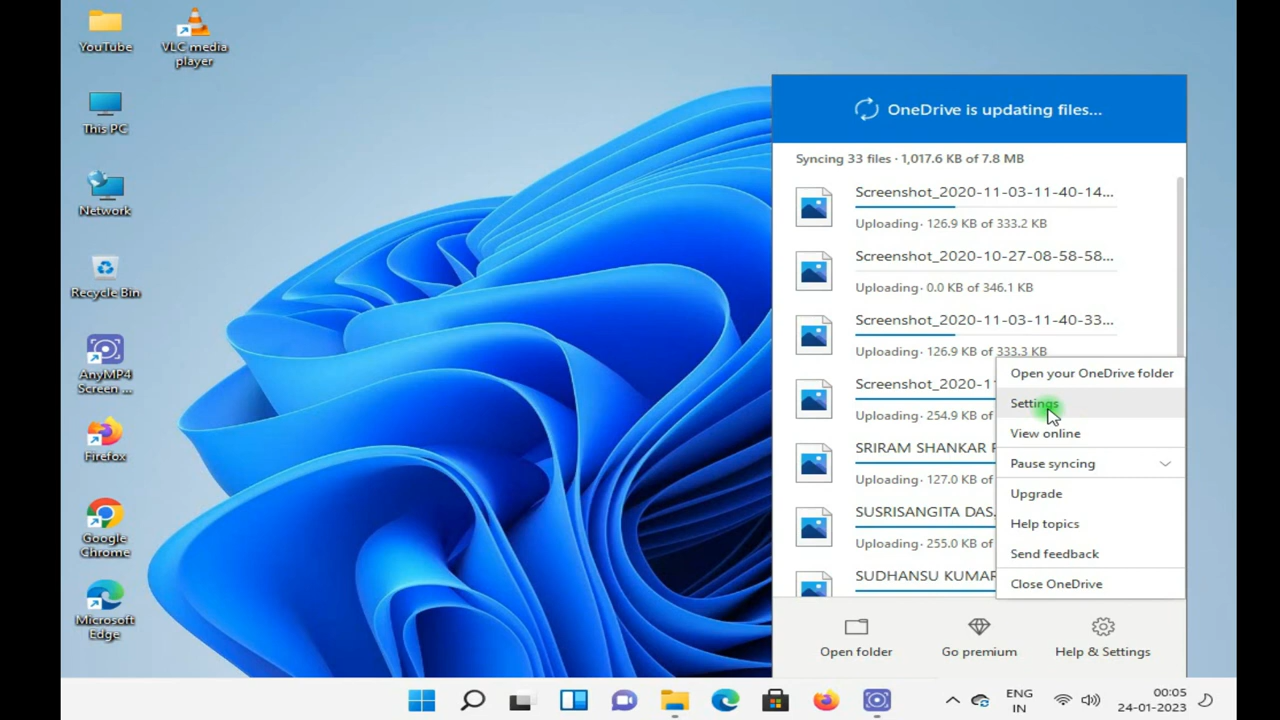 YouTube
VLC media
player
This PC
Network
Recycle Bin
AnyMP4
Screen ...
Firefox
Google
Chrome
Microsoft
Edge
OneDrive is updating files...
Syncing 33 files · 1,017.6 KB of 7.8 MB
Screenshot_2020-11-03-11-40-14...
Uploading · 126.9 KB of 333.2 KB
Screenshot_2020-10-27-08-58-58...
Uploading · 0.0 KB of 346.1 KB
Screenshot_2020-11-03-11-40-33...
Uploading · 126.9 KB of 333.3 KB
Screenshot_2020-1
Uploading · 254.9 KB of
SRIRAM SHANKAR
Uploading · 127.0 KB of
SUSRISANGITA DAS
Uploading · 255.0 KB of
SUDHANSU KUMAR
Open your OneDrive folder
Settings
View online
Pause syncing
Upgrade
Help topics
Send feedback
Close OneDrive
Open folder
Go premium
Help & Settings
ENG
IN
00:05
24-01-2023